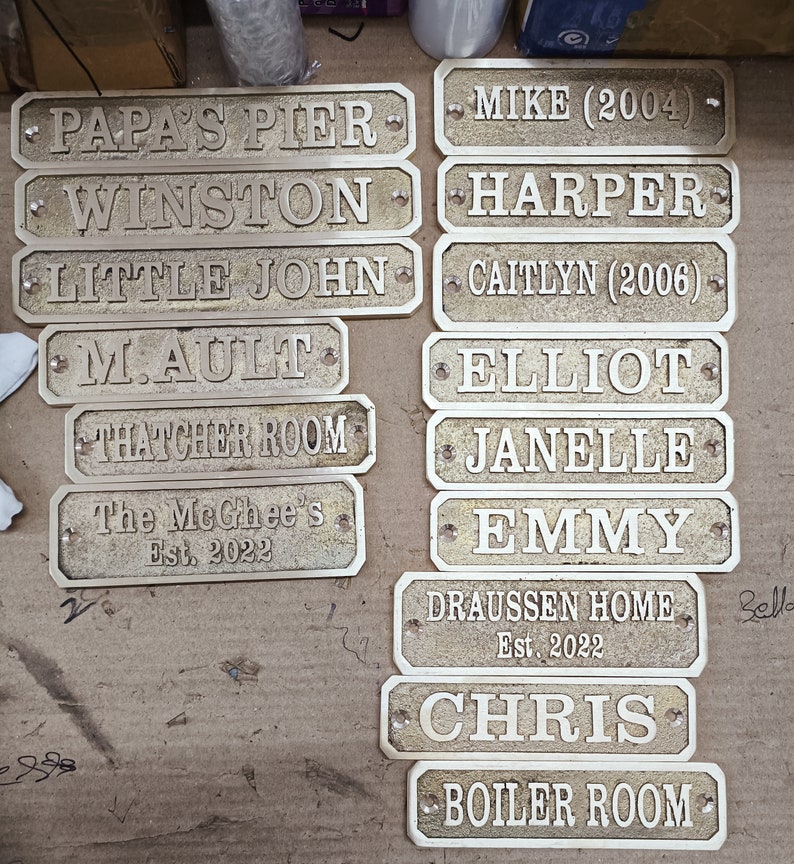 PAPA'S PIER
WINSTON
LITTLE JOHN
M.AULT
THATCHER ROOM
The McGhee's
Est. 2022
MIKE (2004)
HARPER
CAITLYN (2006)
ELLIOT
JANELLE
EMMY
DRAUSSEN HOME
Est. 2022
CHRIS
BOILER ROOM